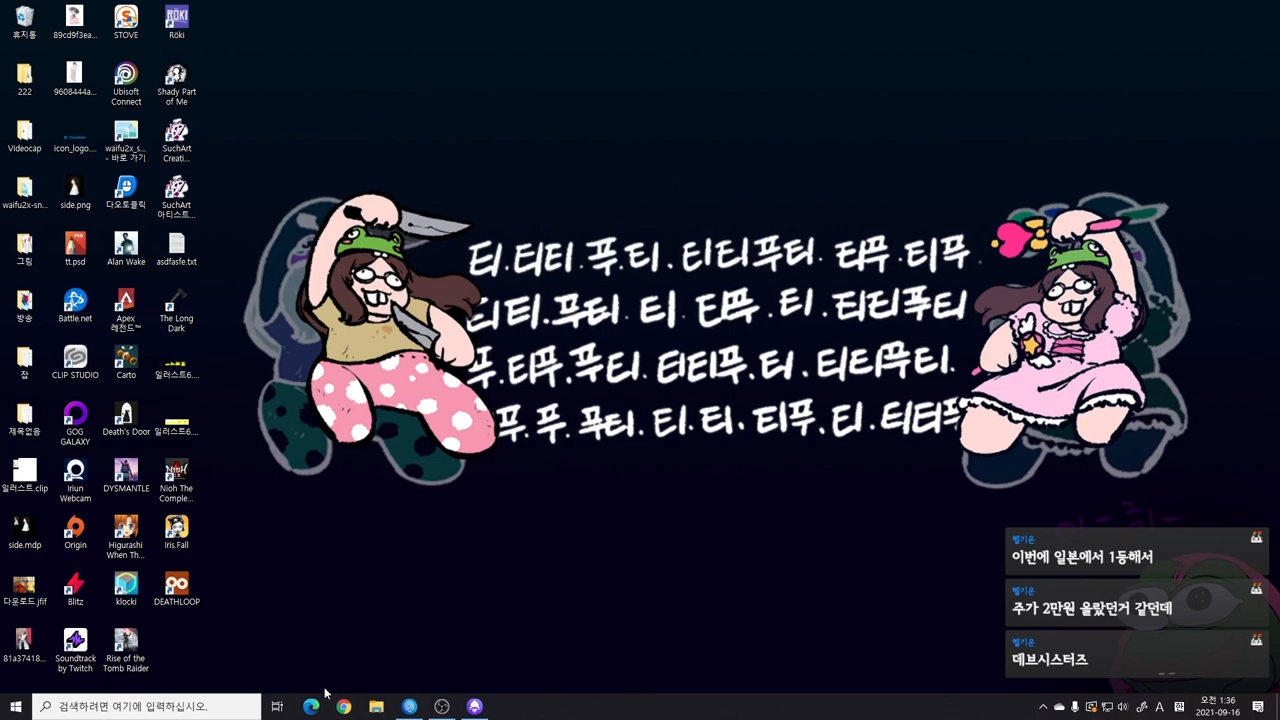 휴지통
89cd9f3ea...
STOVE
Röki
222
9608444a...
Ubisoft Connect
Shady Part of Me
Videocap
icon_logo....
waifu2x_s... - 바로 가기
SuchArt Creati...
waifu2x-sn...
side.png
다오토클릭
SuchArt 아티스트...
그림
tt.psd
Alan Wake
asdfasfe.txt
방송
Battle.net
Apex 레전드™
The Long Dark
잡
CLIP STUDIO
Carto
일러스트6....
제목없음
GOG GALAXY
Death's Door
일러스트6....
일러스트.clip
Iriun Webcam
DYSMANTLE
Nioh The Comple...
side.mdp
Origin
Higurashi When Th...
Iris.Fall
다운로드.jfif
Blitz
klocki
DEATHLOOP
81a37418...
Soundtrack by Twitch
Rise of the Tomb Raider
티.티티.푸.티.티티푸티.티푸.티푸
티티.푸티.티.티푸.티.티티푸티
푸.티푸.푸티.티티푸.티.티티푸티.
푸.푸.푸티.티.티.티푸.티.티티푸
헬기온
이번에 일본에서 1등해서
헬기온
주가 2만원 올랐던거 같던데
헬기온
데브시스터즈
검색하려면 여기에 입력하십시오.
A
한
오전 1:36
2021-09-16